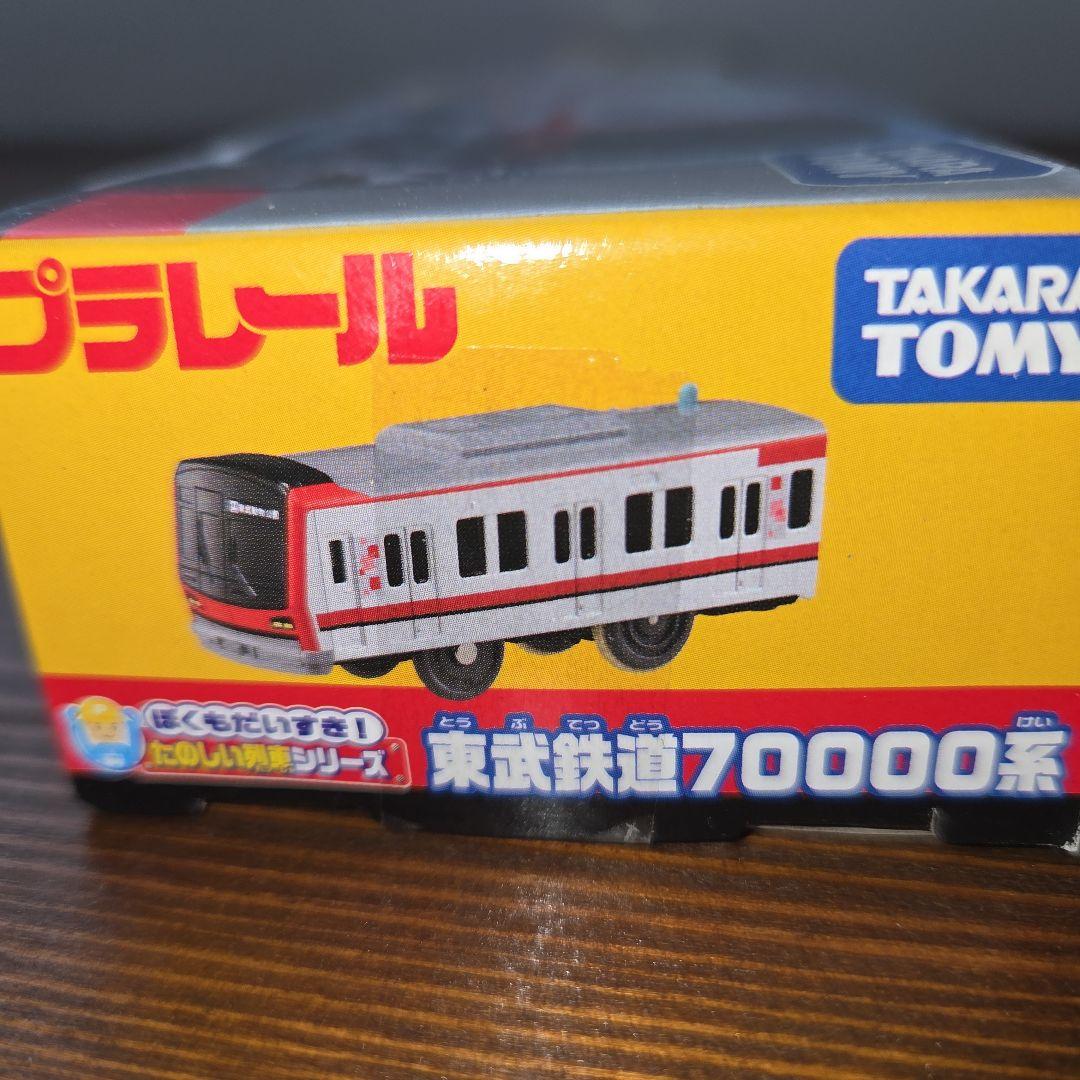 プラレール
TAKARA
TOMY
ぼくもだいすき!
たのしい列車シリーズ
とう ぶ てつ どう けい
東武鉄道70000系